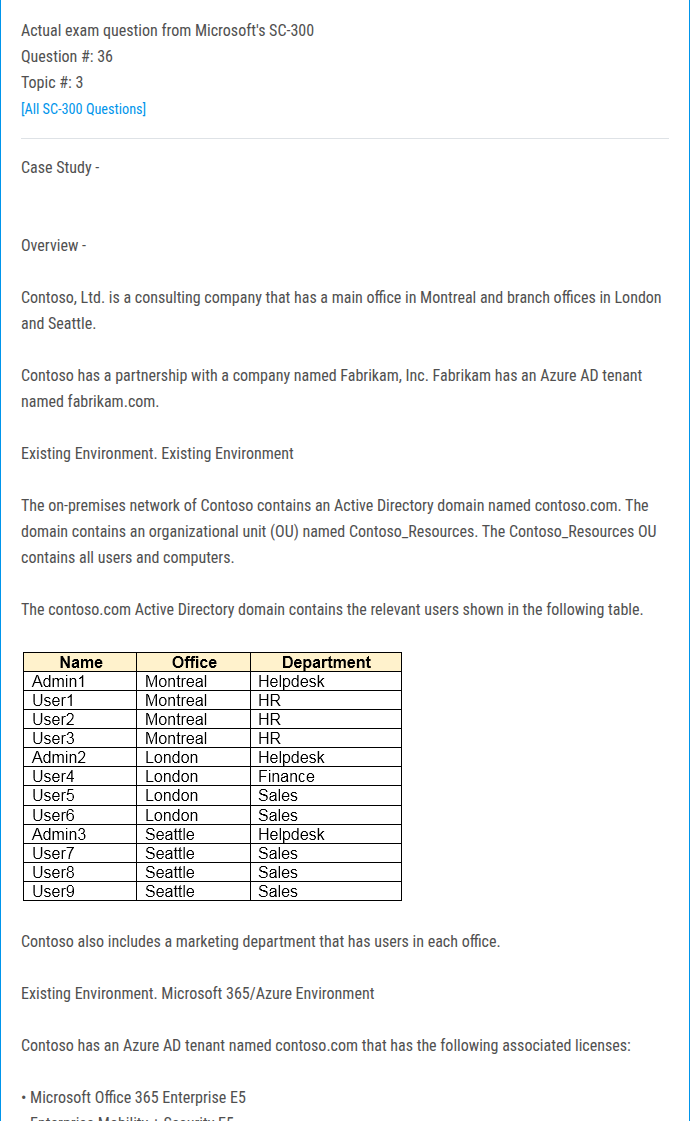 Actual exam question from Microsoft's SC-300
Question #: 36
Topic #: 3
[All SC-300 Questions]
Case Study -
Overview -
Contoso, Ltd. is a consulting company that has a main office in Montreal and branch offices in London
and Seattle.
Contoso has a partnership with a company named Fabrikam, Inc. Fabrikam has an Azure AD tenant
named fabrikam.com.
Existing Environment. Existing Environment
The on-premises network of Contoso contains an Active Directory domain named contoso.com. The
domain contains an organizational unit (OU) named Contoso_Resources. The Contoso_Resources OU
contains all users and computers.
The contoso.com Active Directory domain contains the relevant users shown in the following table.
Name Office Department
Admin1 Montreal Helpdesk
User1 Montreal HR
User2 Montreal HR
User3 Montreal HR
Admin2 London Helpdesk
User4 London Finance
User5 London Sales
User6 London Sales
Admin3 Seattle Helpdesk
User7 Seattle Sales
User8 Seattle Sales
User9 Seattle Sales
Contoso also includes a marketing department that has users in each office.
Existing Environment. Microsoft 365/Azure Environment
Contoso has an Azure AD tenant named contoso.com that has the following associated licenses:
• Microsoft Office 365 Enterprise E5
Enterprise Mobility + Security E5